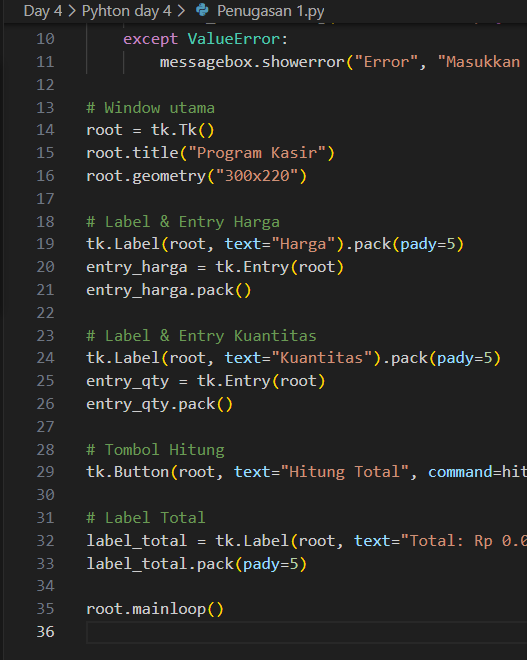 Day 4 > Pyhton day 4 > Penugasan 1.py
10 except ValueError:
11 messagebox.showerror("Error", "Masukkan
12
13 # Window utama
14 root = tk.Tk()
15 root.title("Program Kasir")
16 root.geometry("300x220")
17
18 # Label & Entry Harga
19 tk.Label(root, text="Harga").pack(pady=5)
20 entry_harga = tk.Entry(root)
21 entry_harga.pack()
22
23 # Label & Entry Kuantitas
24 tk.Label(root, text="Kuantitas").pack(pady=5)
25 entry_qty = tk.Entry(root)
26 entry_qty.pack()
27
28 # Tombol Hitung
29 tk.Button(root, text="Hitung Total", command=hit
30
31 # Label Total
32 label_total = tk.Label(root, text="Total: Rp 0.0
33 label_total.pack(pady=5)
34
35 root.mainloop()
36